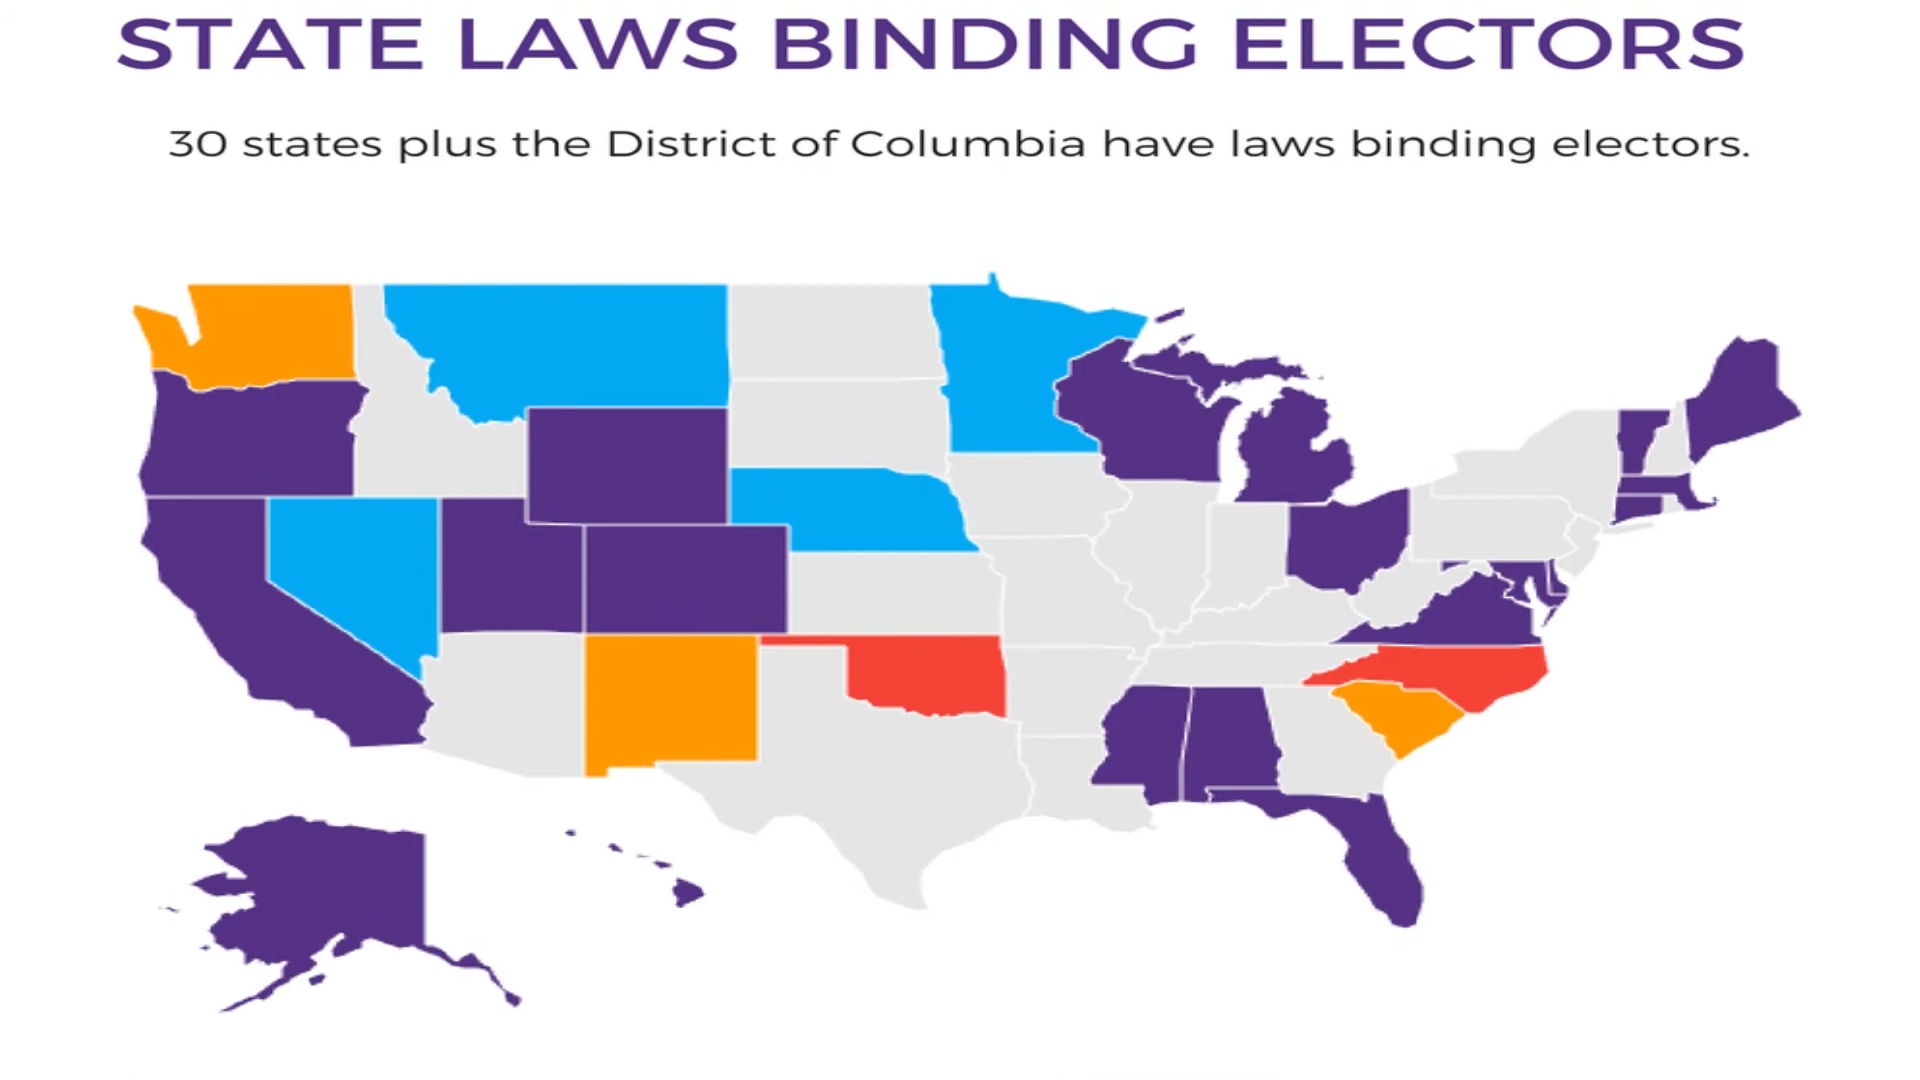 STATE LAWS BINDING ELECTORS
30 states plus the District of Columbia have laws binding electors.